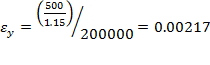 ε_y = (500/1.15)/200000 = 0.00217